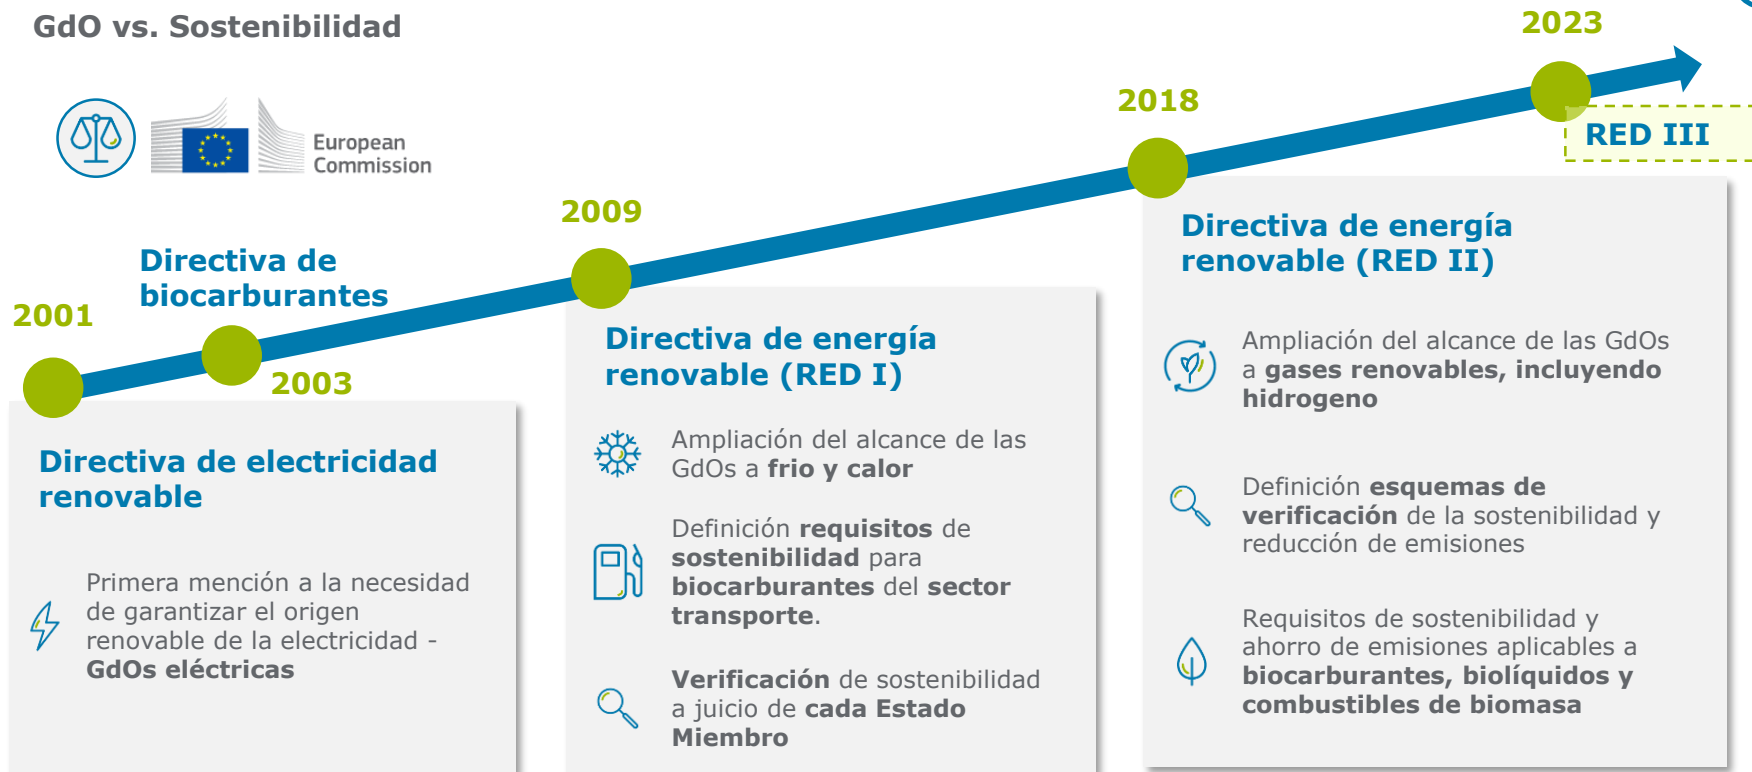 GdO vs. Sostenibilidad
European
Commission
2001
Directiva de electricidad
renovable
Primera mención a la necesidad
de garantizar el origen
renovable de la electricidad -
GdOs eléctricas
Directiva de
biocarburantes
2003
2009
Directiva de energía
renovable (RED I)
Ampliación del alcance de las
GdOs a frio y calor
Definición requisitos de
sostenibilidad para
biocarburantes del sector
transporte.
Verificación de sostenibilidad
a juicio de cada Estado
Miembro
2018
Directiva de energía
renovable (RED II)
Ampliación del alcance de las GdOs
a gases renovables, incluyendo
hidrogeno
Definición esquemas de
verificación de la sostenibilidad y
reducción de emisiones
Requisitos de sostenibilidad y
ahorro de emisiones aplicables a
biocarburantes, biolíquidos y
combustibles de biomasa
2023
RED III